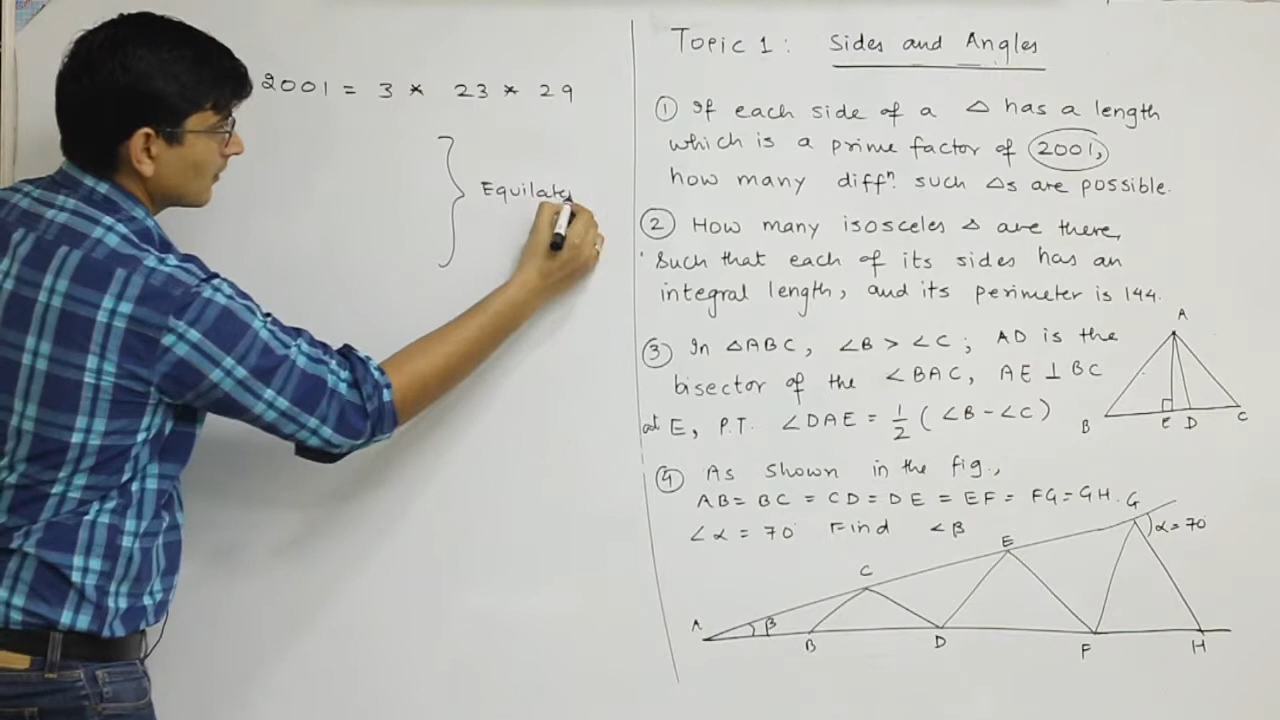 2001 = 3 * 23 * 29
Equilater
Topic 1: Sides and Angles
① If each side of a △ has a length
which is a prime factor of 2001,
how many diffⁿ. such △s are possible.
② How many isosceles △ are there,
such that each of its sides has an
integral length, and its perimeter is 144.
③ In △ABC, ∠B > ∠C ; AD is the
bisector of the ∠BAC, AE ⊥ BC
at E, P.T. ∠DAE = 1/2 (∠B - ∠C)
A
B
E D
C
④ As shown in the fig.,
AB = BC = CD = DE = EF = FG = GH.
∠α = 70° Find ∠β
G
α = 70°
E
C
A
β
B
D
F
H